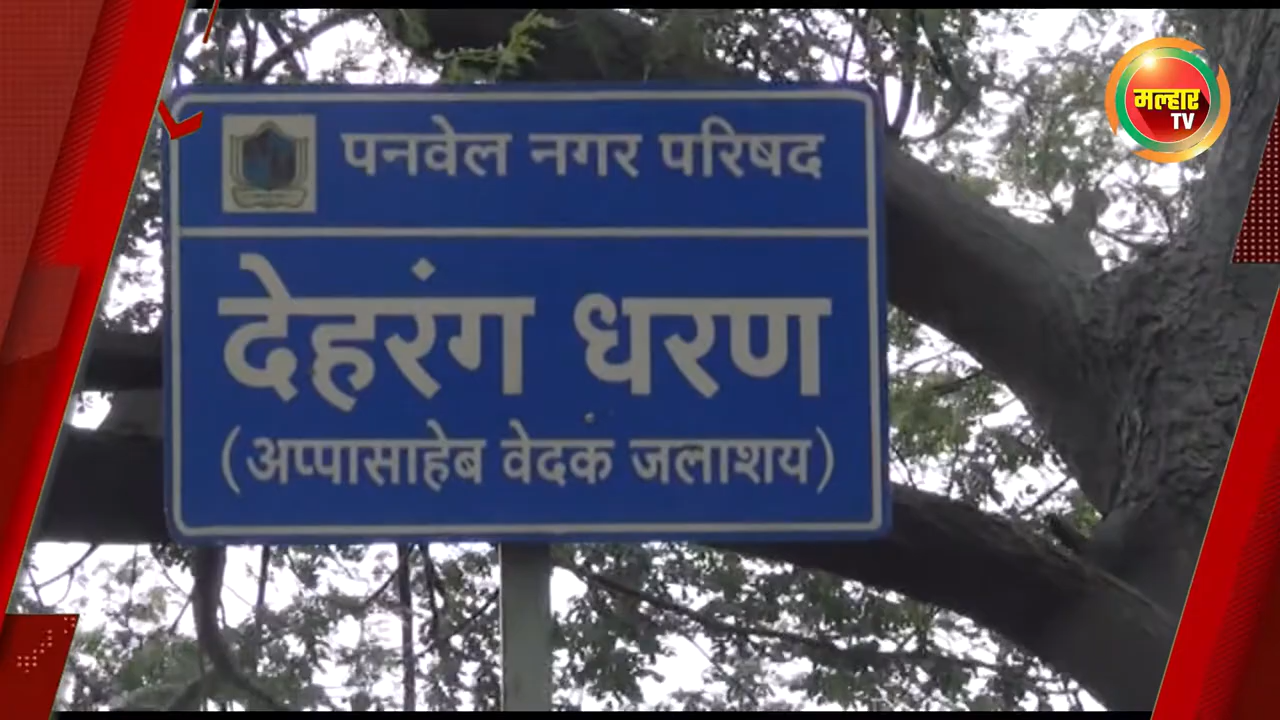 मल्हार
TV
पनवेल नगर परिषद
देहरंग धरण
(अप्पासाहेब वेदक जलाशय)